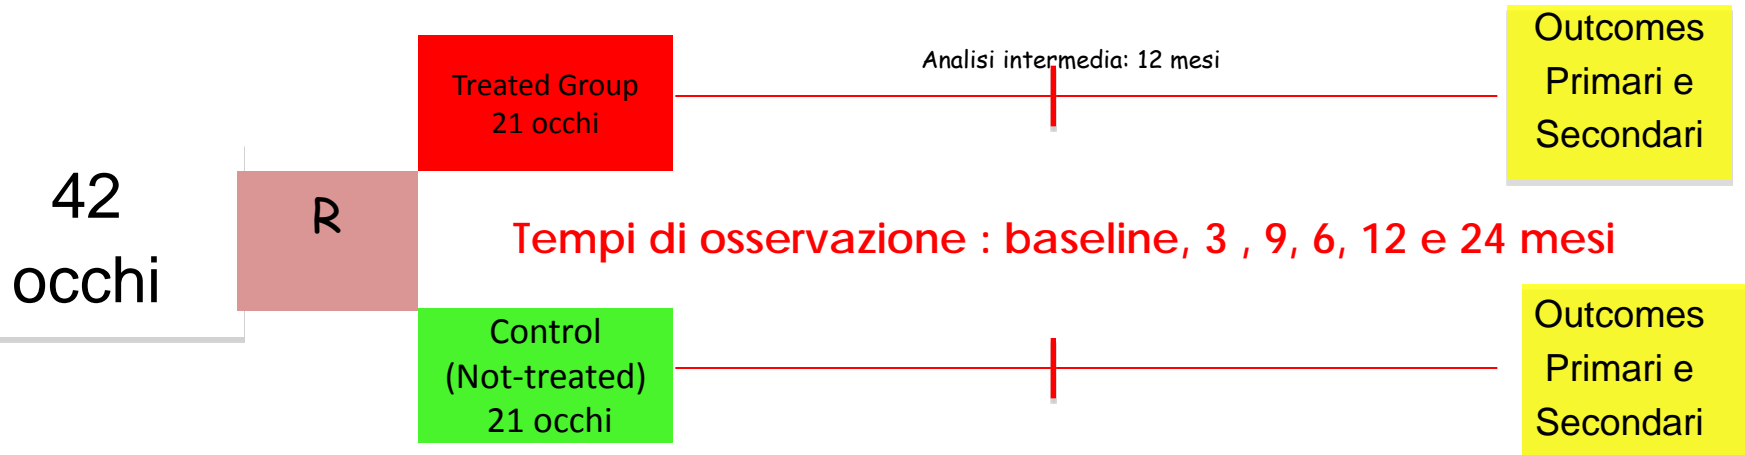 42
occhi
R
Treated Group
21 occhi
Analisi intermedia: 12 mesi
Outcomes
Primari e
Secondari
Tempi di osservazione : baseline, 3 , 9, 6, 12 e 24 mesi
Control
(Not-treated)
21 occhi
Outcomes
Primari e
Secondari